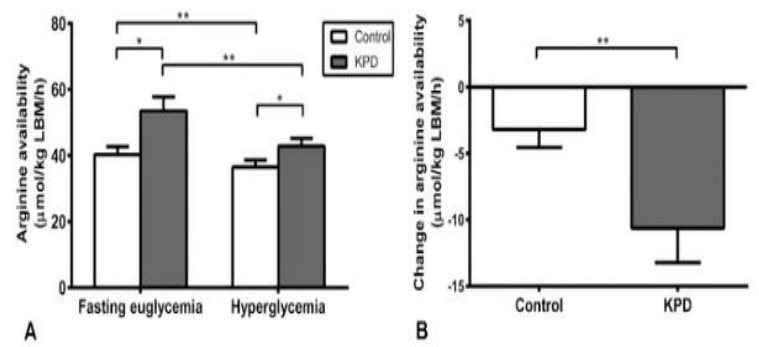 Arginine availability
(µmol/kg LBM/h)
80
60
40
20
0
**
*
**
*
Control
KPD
Fasting euglycemia
Hyperglycemia
A
Change in arginine availability
(µmol/kg LBM/h)
5
0
-5
-10
-15
**
Control
KPD
B